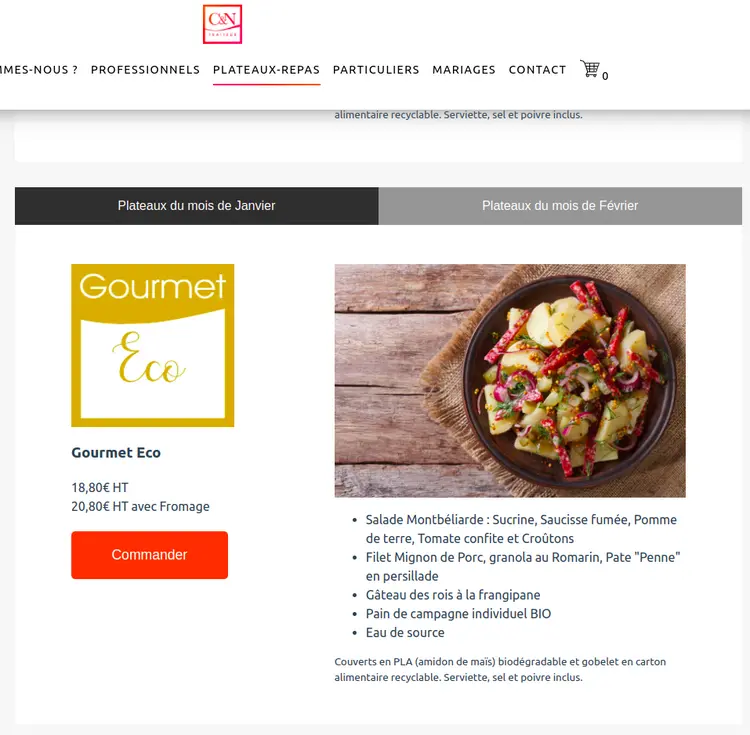 C&N
MMES-NOUS ? PROFESSIONNELS PLATEAUX-REPAS PARTICULIERS MARIAGES CONTACT 0
alimentaire recyclable. Serviette, sel et poivre inclus.
Plateaux du mois de Janvier Plateaux du mois de Février
Gourmet
Eco
Gourmet Eco
18,80€ HT
20,80€ HT avec Fromage
Commander
• Salade Montbéliarde : Sucrine, Saucisse fumée, Pomme
de terre, Tomate confite et Croûtons
• Filet Mignon de Porc, granola au Romarin, Pate "Penne"
en persillade
• Gâteau des rois à la frangipane
• Pain de campagne individuel BIO
• Eau de source
Couverts en PLA (amidon de maïs) biodégradable et gobelet en carton
alimentaire recyclable. Serviette, sel et poivre inclus.